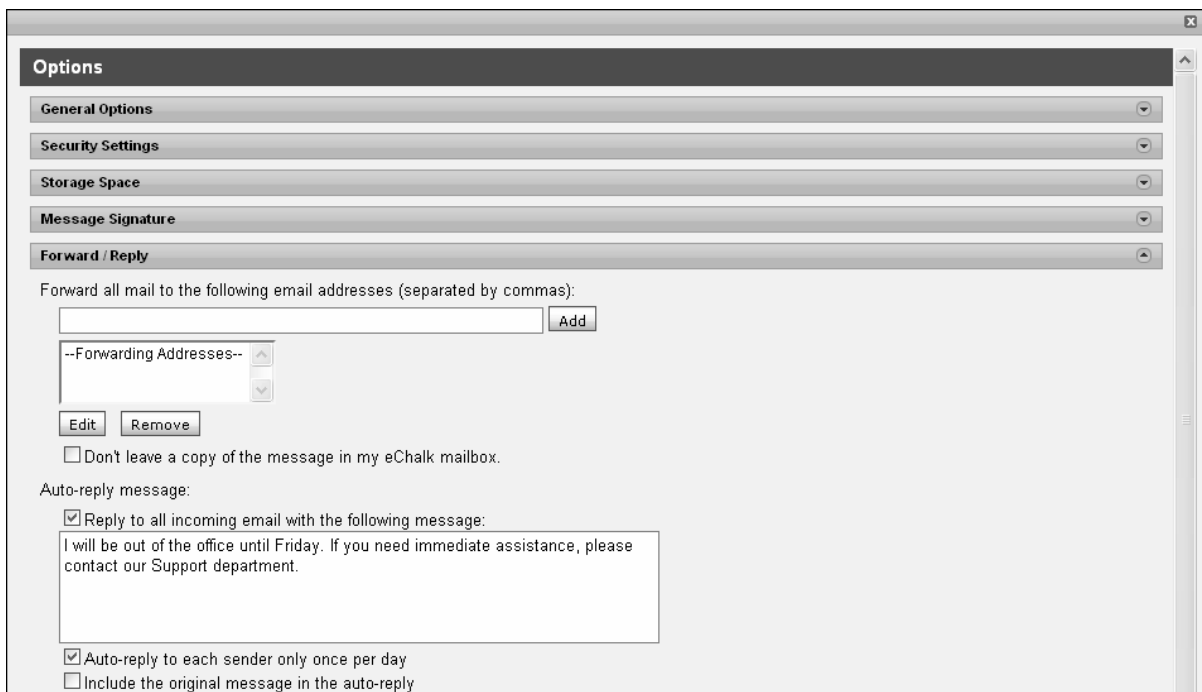 Options
General Options
Security Settings
Storage Space
Message Signature
Forward / Reply
Forward all mail to the following email addresses (separated by commas):
Add
--Forwarding Addresses--
Edit Remove
Don't leave a copy of the message in my eChalk mailbox.
Auto-reply message:
Reply to all incoming email with the following message:
I will be out of the office until Friday. If you need immediate assistance, please
contact our Support department.
Auto-reply to each sender only once per day
Include the original message in the auto-reply